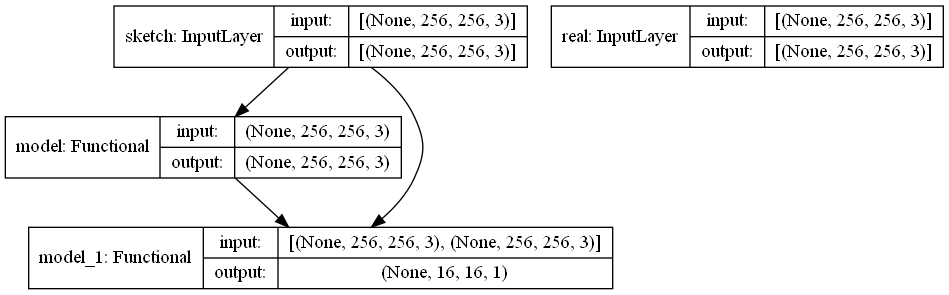 sketch: InputLayer
input:
[(None, 256, 256, 3)]
output:
[(None, 256, 256, 3)]
real: InputLayer
input:
[(None, 256, 256, 3)]
output:
[(None, 256, 256, 3)]
model: Functional
input:
(None, 256, 256, 3)
output:
(None, 256, 256, 3)
model_1: Functional
input:
[(None, 256, 256, 3), (None, 256, 256, 3)]
output:
(None, 16, 16, 1)